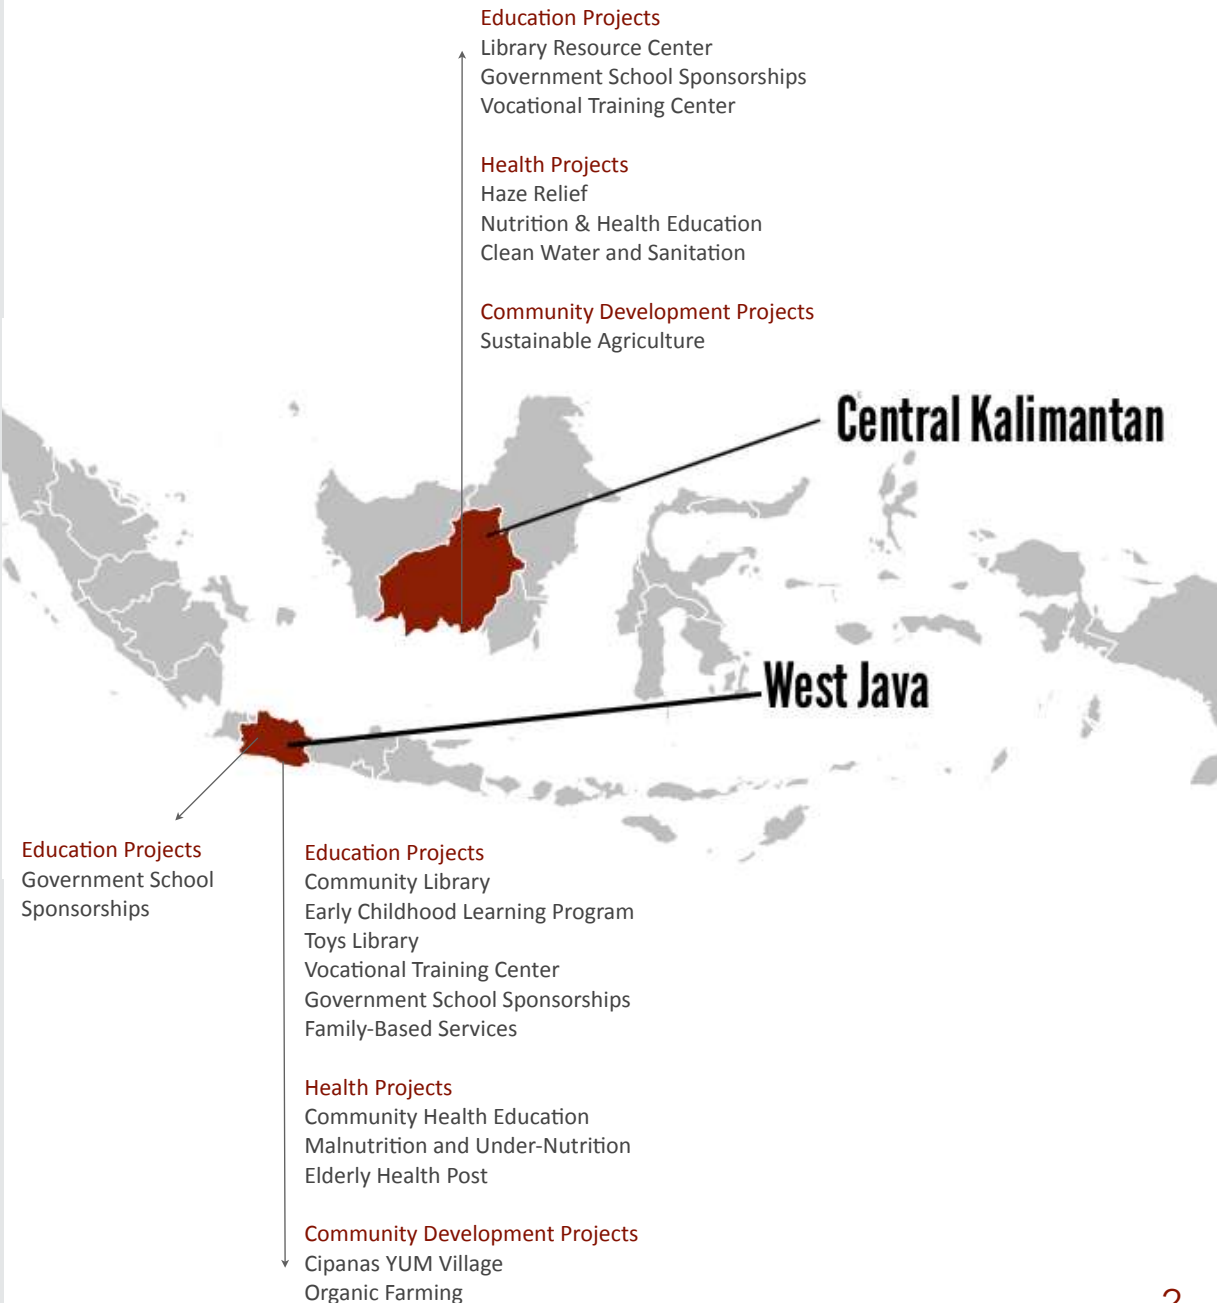 Education Projects
Library Resource Center
Government School Sponsorships
Vocational Training Center
Health Projects
Haze Relief
Nutrition & Health Education
Clean Water and Sanitation
Community Development Projects
Sustainable Agriculture
Central Kalimantan
West Java
Education Projects
Government School
Sponsorships
Education Projects
Community Library
Early Childhood Learning Program
Toys Library
Vocational Training Center
Government School Sponsorships
Family-Based Services
Health Projects
Community Health Education
Malnutrition and Under-Nutrition
Elderly Health Post
Community Development Projects
Cipanas YUM Village
Organic Farming